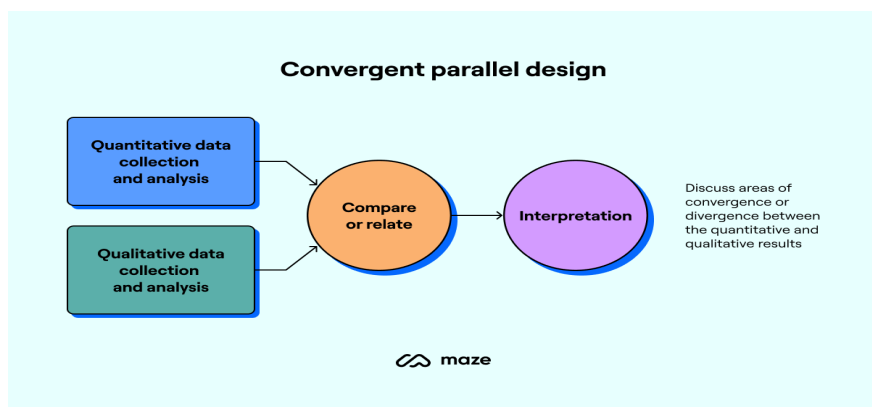 Convergent parallel design
Quantitative data
collection
and analysis
Qualitative data
collection
and analysis
Compare
or relate
Interpretation
Discuss areas of
convergence or
divergence between
the quantitative and
qualitative results
maze